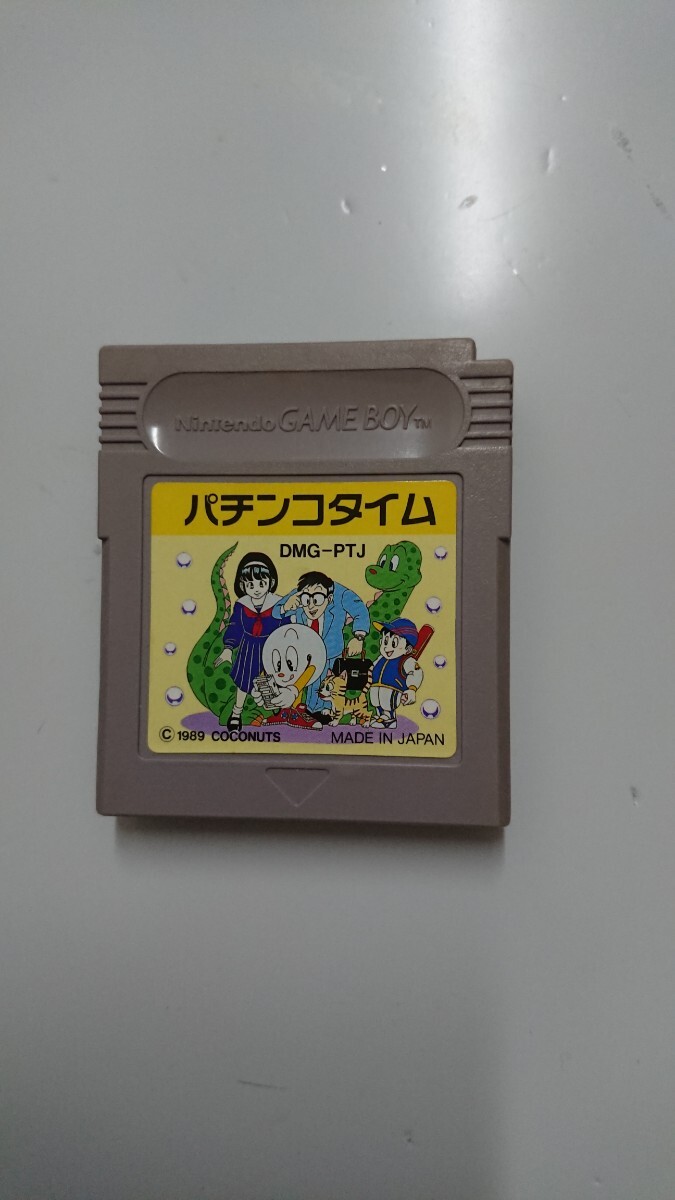 Nintendo GAME BOY™
パチンコタイム
DMG-PTJ
© 1989 COCONUTS MADE IN JAPAN